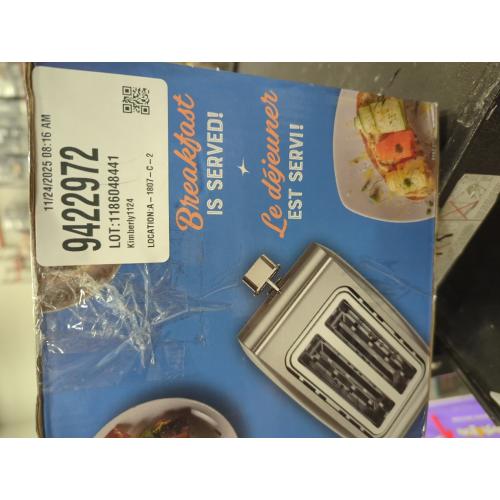 11/24/2025 08:16 AM
9422972
LOT:1186048441
Kimberly1124
LOCATION:A-1807-C-2
Breakfast
IS SERVED!
Le déjeuner
EST SERVI!